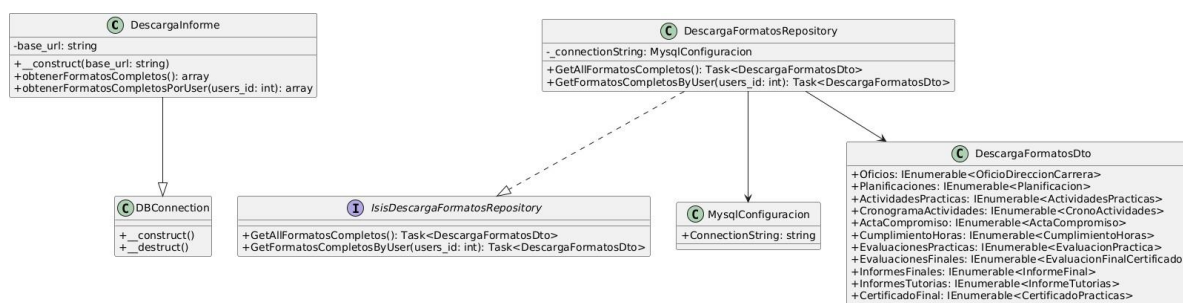 C DescargaInforme
-base_url: string
+__construct(base_url: string)
+obtenerFormatosCompletos(): array
+obtenerFormatosCompletosPorUser(users_id: int): array
C DescargaFormatosRepository
-_connectionString: MysqlConfiguracion
+GetAllFormatosCompletos(): Task<DescargaFormatosDto>
+GetFormatosCompletosByUser(users_id: int): Task<DescargaFormatosDto>
C DBConnection
+__construct()
+__destruct()
I IsisDescargaFormatosRepository
+GetAllFormatosCompletos(): Task<DescargaFormatosDto>
+GetFormatosCompletosByUser(users_id: int): Task<DescargaFormatosDto>
C MysqlConfiguracion
+ConnectionString: string
C DescargaFormatosDto
+Oficios: IEnumerable<OficioDireccionCarrera>
+Planificaciones: IEnumerable<Planificacion>
+ActividadesPracticas: IEnumerable<ActividadesPracticas>
+CronogramaActividades: IEnumerable<CronoActividades>
+ActaCompromiso: IEnumerable<ActaCompromiso>
+CumplimientoHoras: IEnumerable<CumplimientoHoras>
+EvaluacionesPracticas: IEnumerable<EvaluacionPractica>
+EvaluacionesFinales: IEnumerable<EvaluacionFinalCertificado
+InformesFinales: IEnumerable<InformeFinal>
+InformesTutorias: IEnumerable<InformeTutorias>
+CertificadoFinal: IEnumerable<CertificadoPracticas>